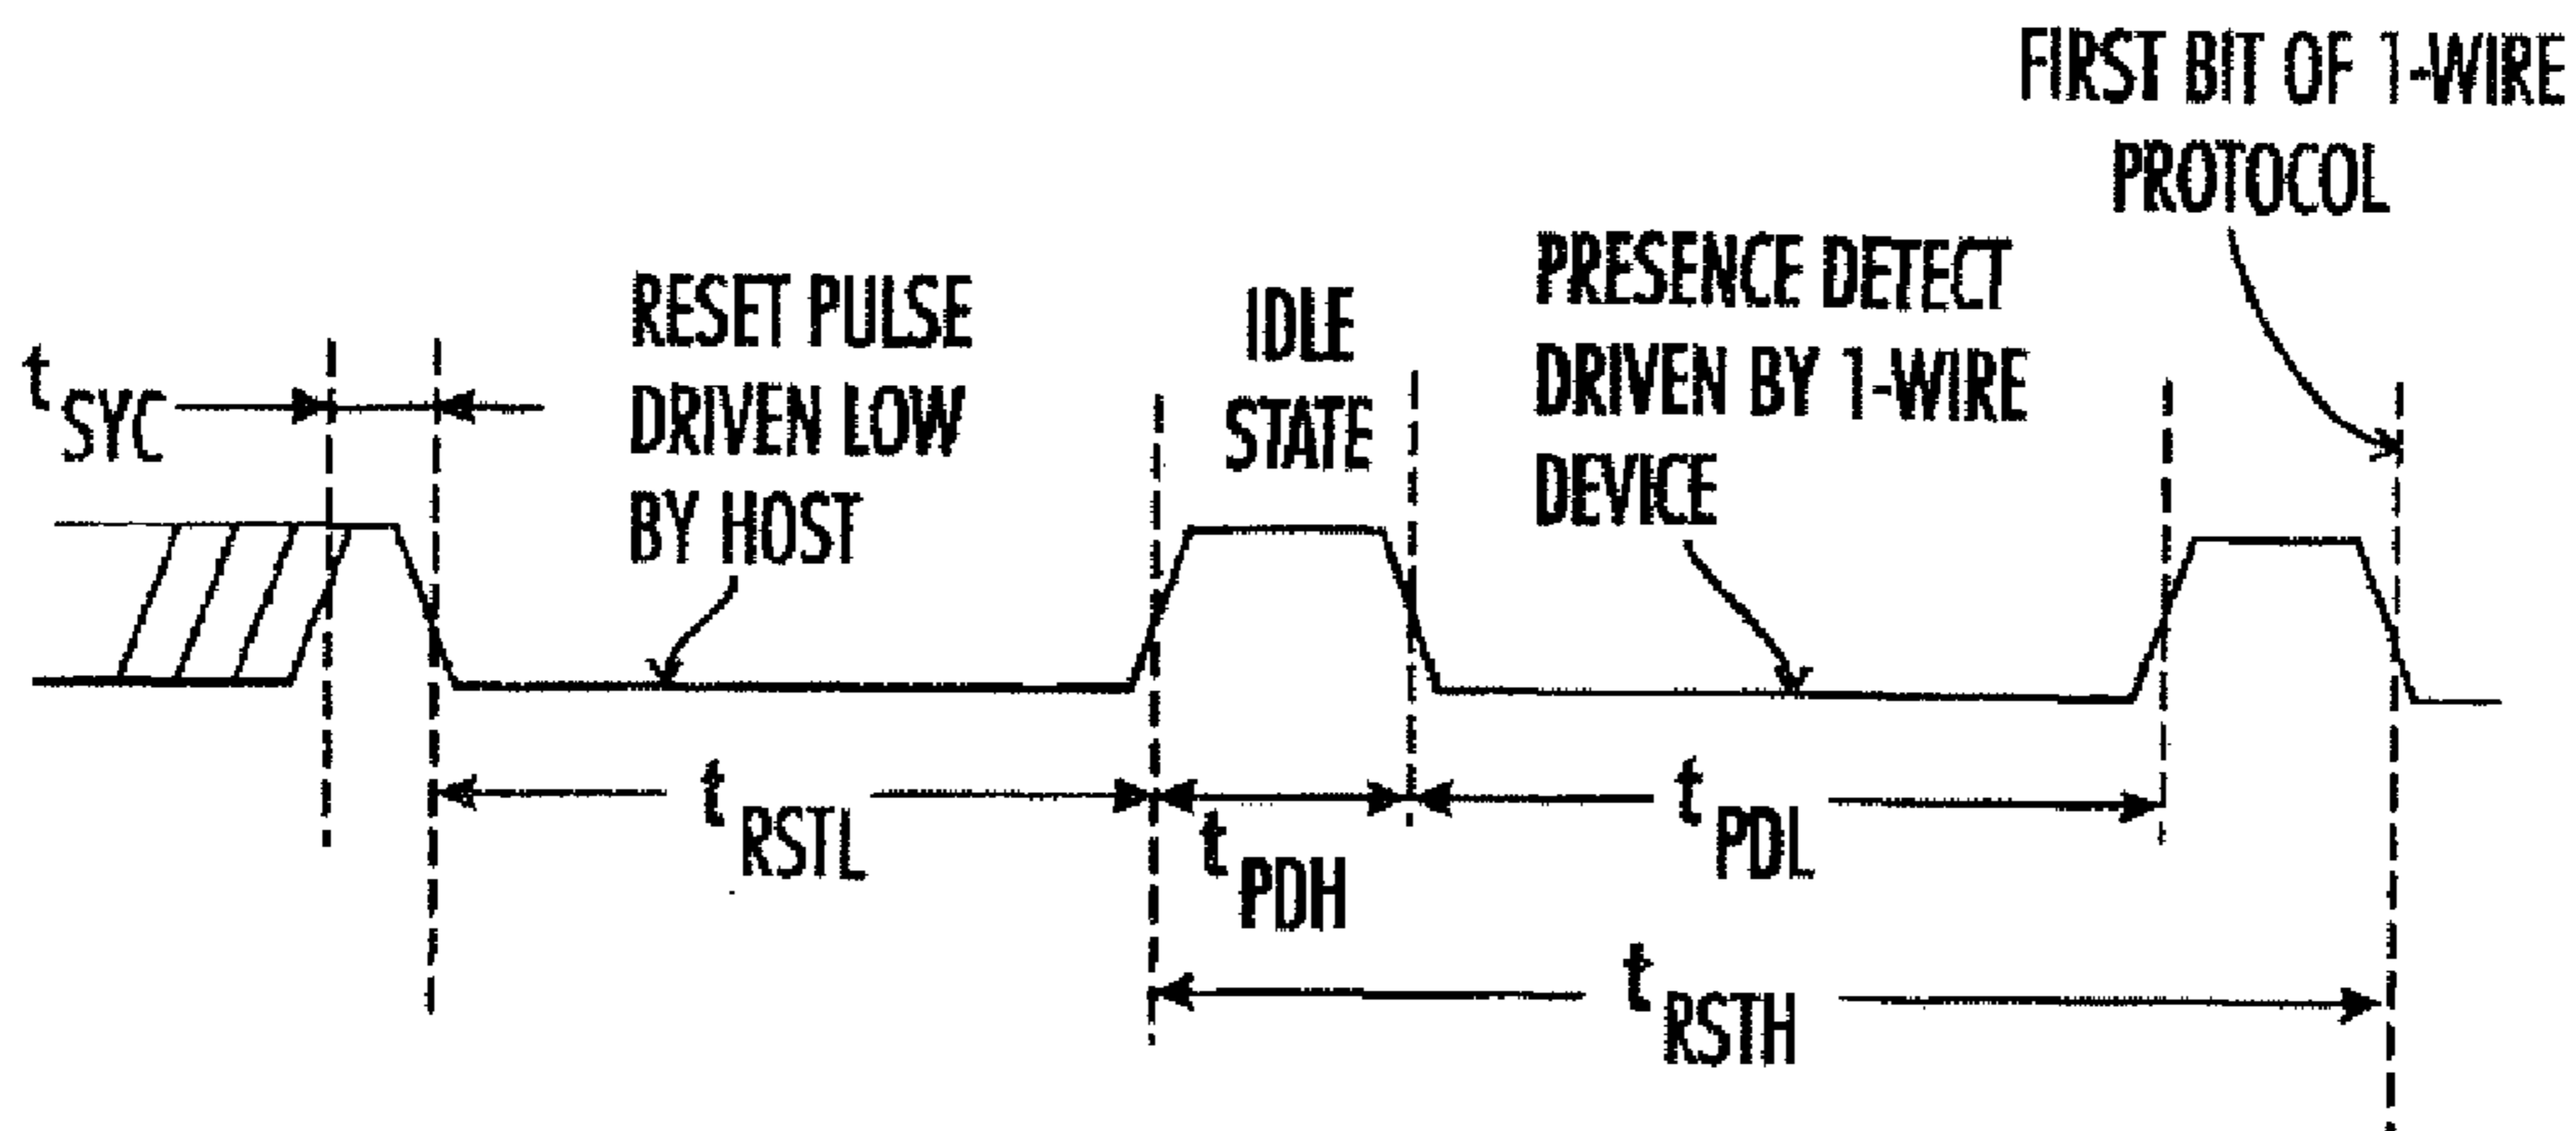 FIRST BIT OF 1-WIRE
PROTOCOL
tSYC
RESET PULSE
DRIVEN LOW
BY HOST
IDLE
STATE
PRESENCE DETECT
DRIVEN BY 1-WIRE
DEVICE
tRSTL
tPDH
tPDL
tRSTH